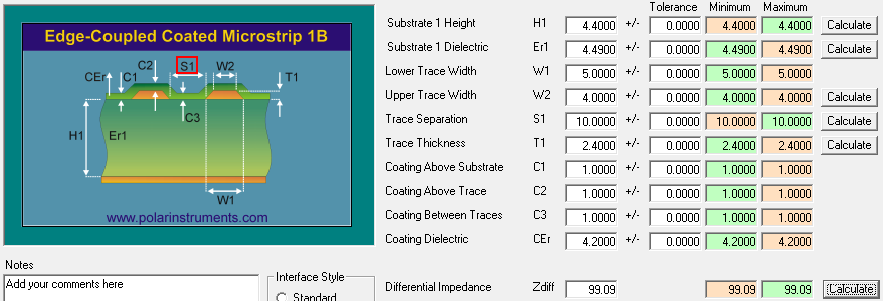 Tolerance Minimum Maximum
Edge-Coupled Coated Microstrip 1B
C2 S1 W2
CEr C1 T1
C3
H1 Er1
W1
www.polarinstruments.com
Substrate 1 Height H1 4.4000 +/- 0.0000 4.4000 4.4000 Calculate
Substrate 1 Dielectric Er1 4.4900 +/- 0.0000 4.4900 4.4900 Calculate
Lower Trace Width W1 5.0000 +/- 0.0000 5.0000 5.0000
Upper Trace Width W2 4.0000 +/- 0.0000 4.0000 4.0000 Calculate
Trace Separation S1 10.0000 +/- 0.0000 10.0000 10.0000 Calculate
Trace Thickness T1 2.4000 +/- 0.0000 2.4000 2.4000 Calculate
Coating Above Substrate C1 1.0000 +/- 0.0000 1.0000 1.0000
Coating Above Trace C2 1.0000 +/- 0.0000 1.0000 1.0000
Coating Between Traces C3 1.0000 +/- 0.0000 1.0000 1.0000
Coating Dielectric CEr 4.2000 +/- 0.0000 4.2000 4.2000
Notes
Add your comments here
Interface Style
Standard
Differential Impedance Zdiff 99.09 99.09 99.09 Calculate